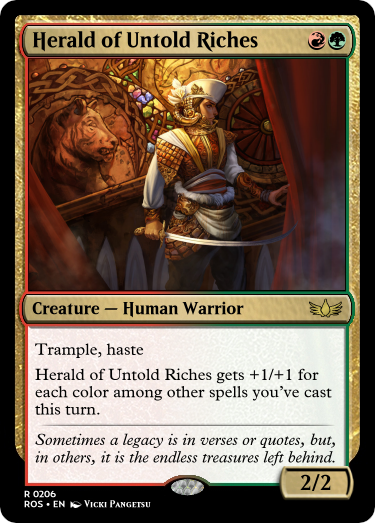 Herald of Untold Riches
Creature — Human Warrior
Trample, haste
Herald of Untold Riches gets +1/+1 for
each color among other spells you've cast
this turn.
Sometimes a legacy is in verses or quotes, but,
in others, it is the endless treasures left behind.
2/2
R 0206
ROS • EN Vicki Pangetsu